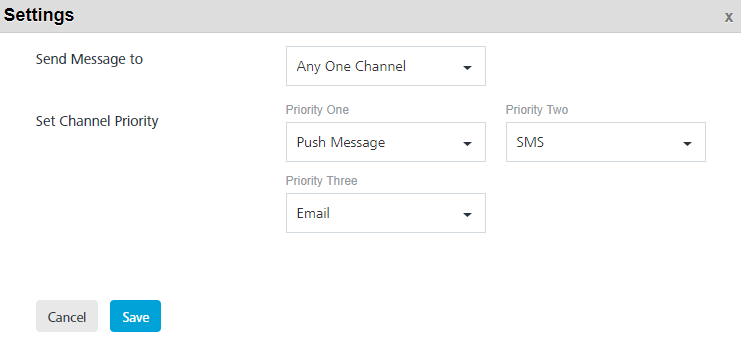 Settings
x
Send Message to
Any One Channel
Set Channel Priority
Priority One
Priority Two
Push Message
SMS
Priority Three
Email
Cancel
Save